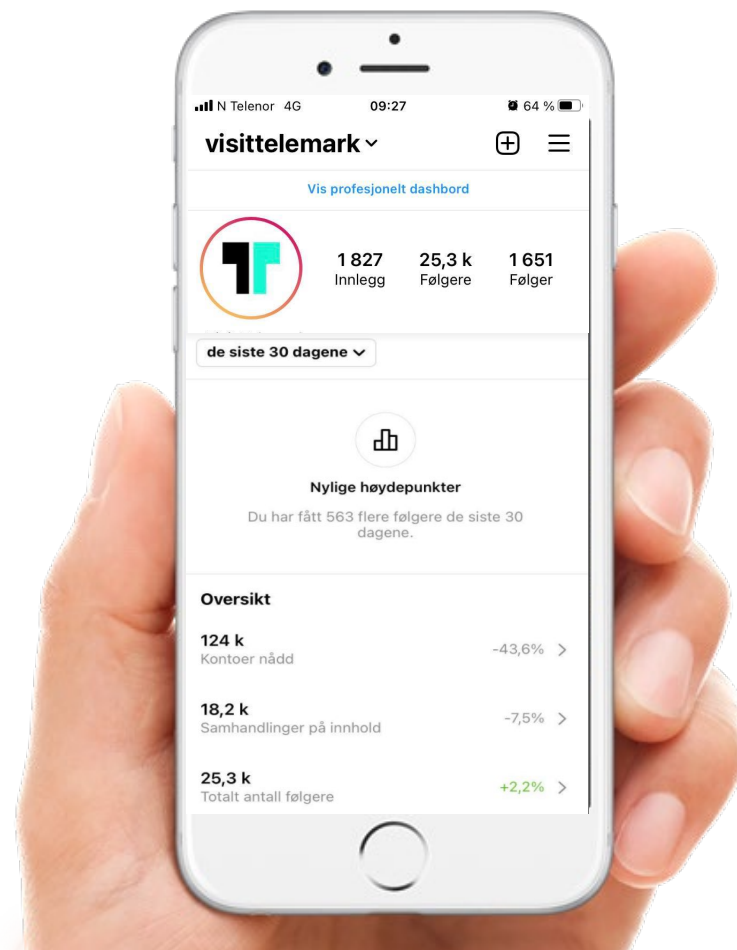 N Telenor 4G 09:27 64 %
visittelemark
Vis profesjonelt dashbord
1 827 25,3 k 1 651
Innlegg Følgere Følger
de siste 30 dagene
Nylige høydepunkter
Du har fått 563 flere følgere de siste 30
dagene.
Oversikt
124 k
Kontoer nådd
-43,6%
18,2 k
Samhandlinger på innhold
-7,5%
25,3 k
Totalt antall følgere
+2,2%